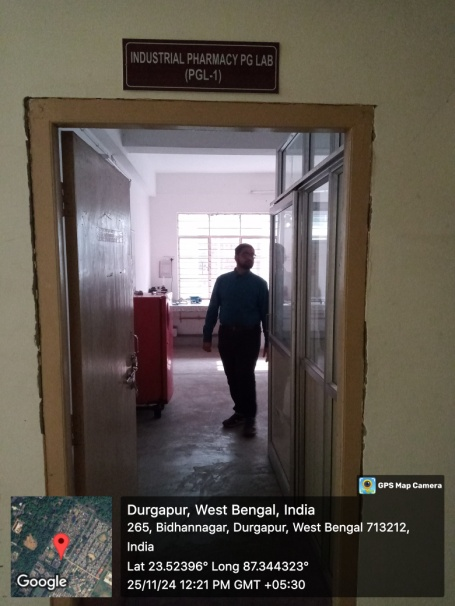 INDUSTRIAL PHARMACY PG LAB
(PGL-1)
GPS Map Camera
Durgapur, West Bengal, India
265, Bidhannagar, Durgapur, West Bengal 713212,
India
Lat 23.52396° Long 87.344323°
25/11/24 12:21 PM GMT +05:30
Google